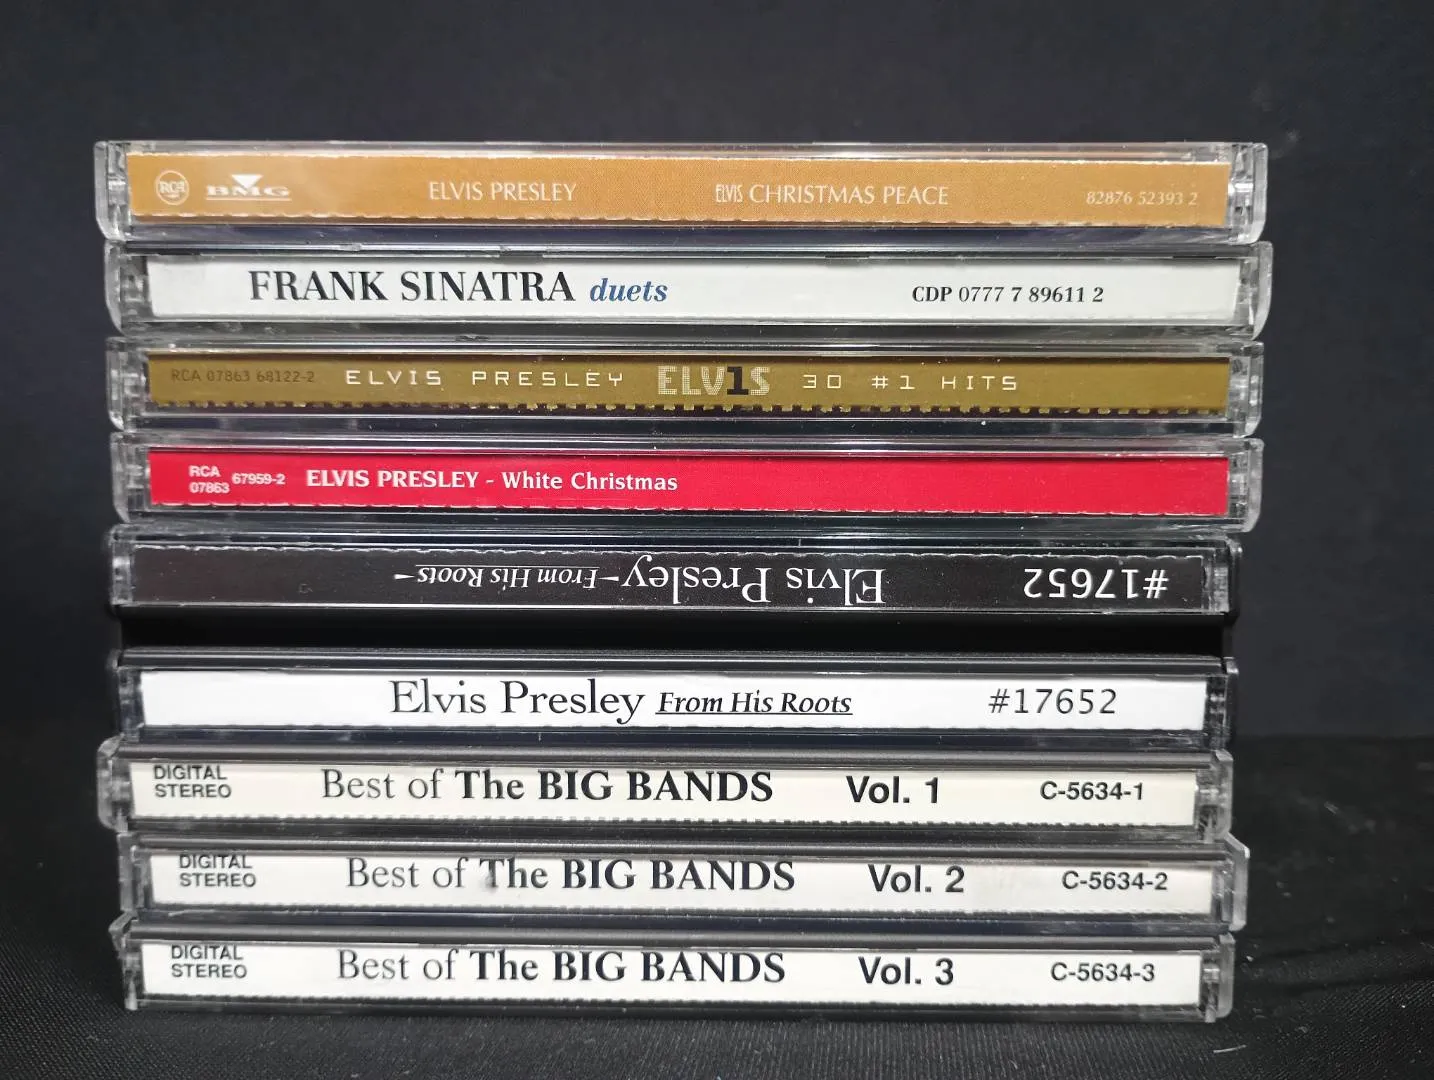 RCA BMG ELVIS PRESLEY ELVIS CHRISTMAS PEACE 82876 52393 2
FRANK SINATRA duets CDP 0777 7 89611 2
RCA 07863 68122-2 ELVIS PRESLEY ELV1S 30 #1 HITS
RCA 07863 67959-2 ELVIS PRESLEY - White Christmas
#17652 Elvis Presley -From His Roots-
Elvis Presley From His Roots #17652
DIGITAL STEREO Best of The BIG BANDS Vol. 1 C-5634-1
DIGITAL STEREO Best of The BIG BANDS Vol. 2 C-5634-2
DIGITAL STEREO Best of The BIG BANDS Vol. 3 C-5634-3